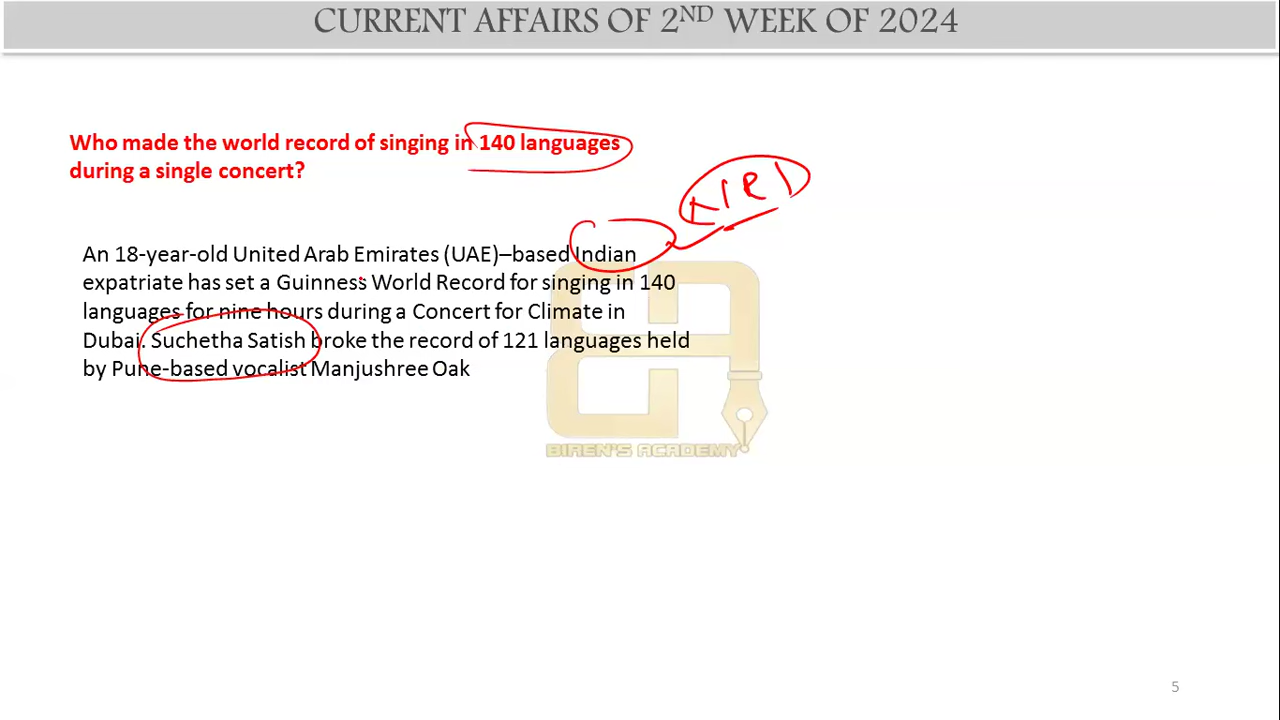 CURRENT AFFAIRS OF 2ND WEEK OF 2024
Who made the world record of singing in 140 languages
during a single concert?
An 18-year-old United Arab Emirates (UAE)–based Indian
expatriate has set a Guinness World Record for singing in 140
languages for nine hours during a Concert for Climate in
Dubai. Suchetha Satish broke the record of 121 languages held
by Pune-based vocalist Manjushree Oak
BIREN'S ACADEMY
5